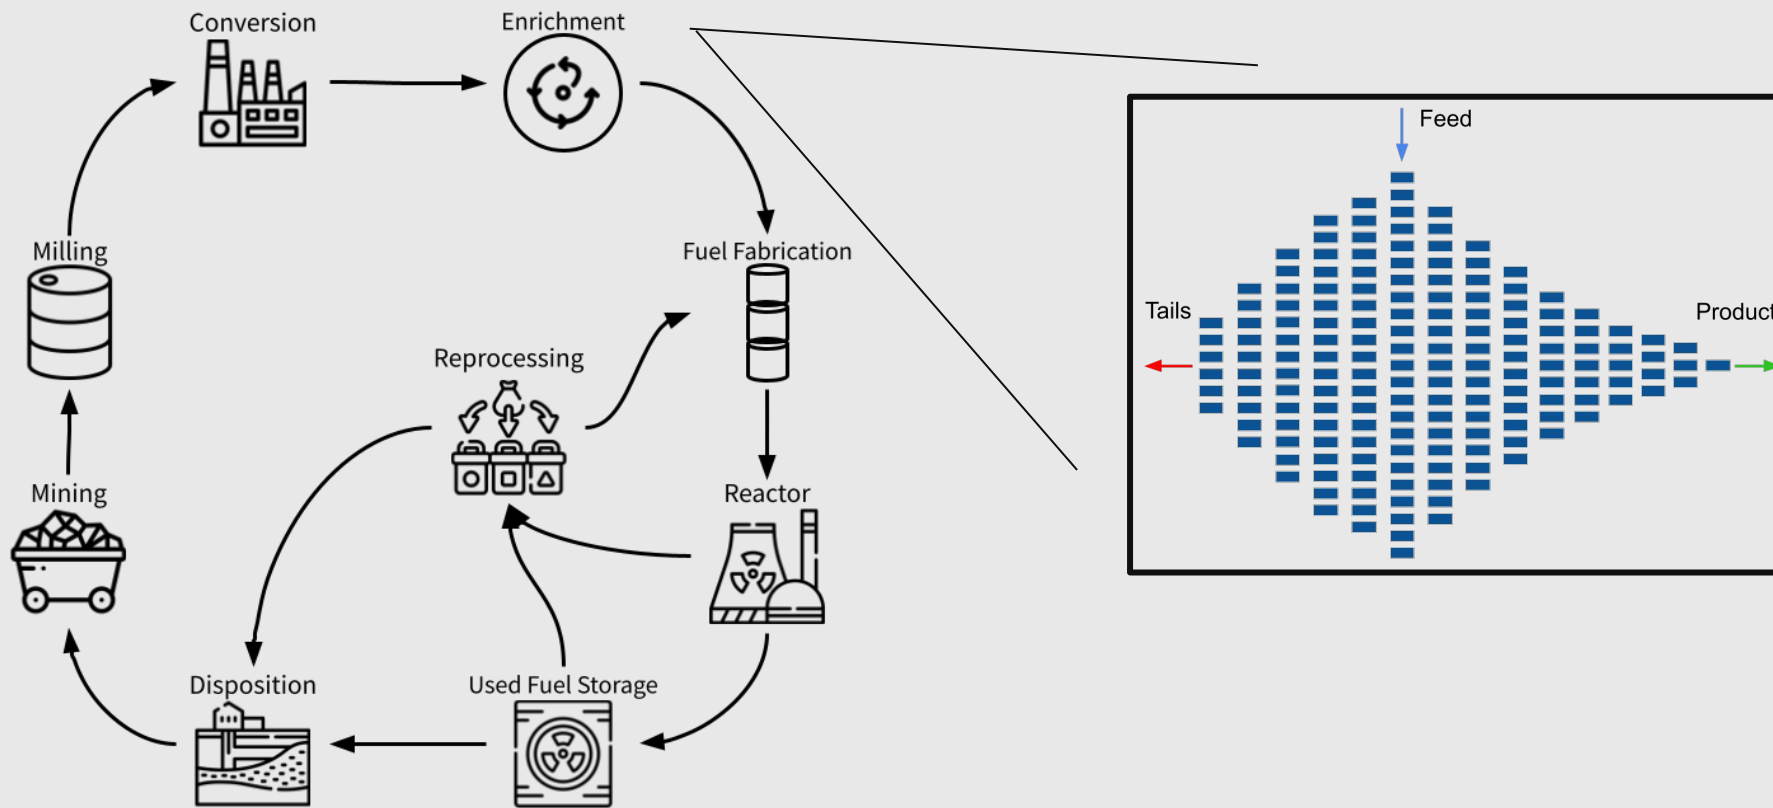 Conversion
Enrichment
Milling
Fuel Fabrication
Reprocessing
Mining
Reactor
Disposition
Used Fuel Storage
Feed
Tails
Product